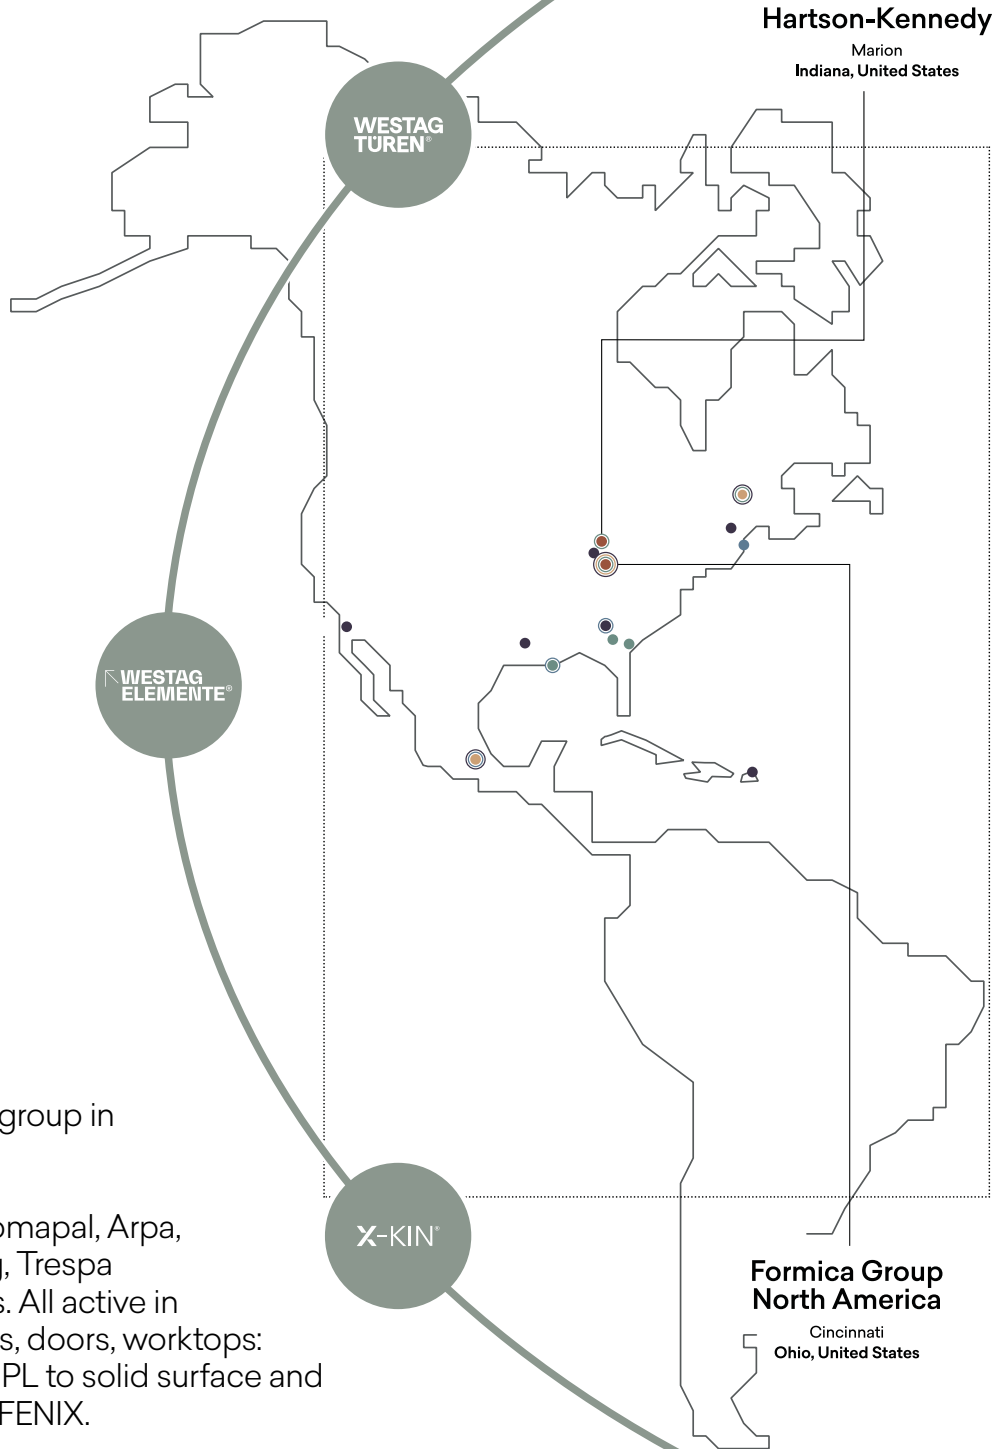 Hartson-Kennedy
Marion
Indiana, United States
WESTAG
TÜREN®
WESTAG
ELEMENTE®
group in
omapal, Arpa,
, Trespa
s. All active in
s, doors, worktops:
PL to solid surface and
FENIX.
X-KIN®
Formica Group
North America
Cincinnati
Ohio, United States